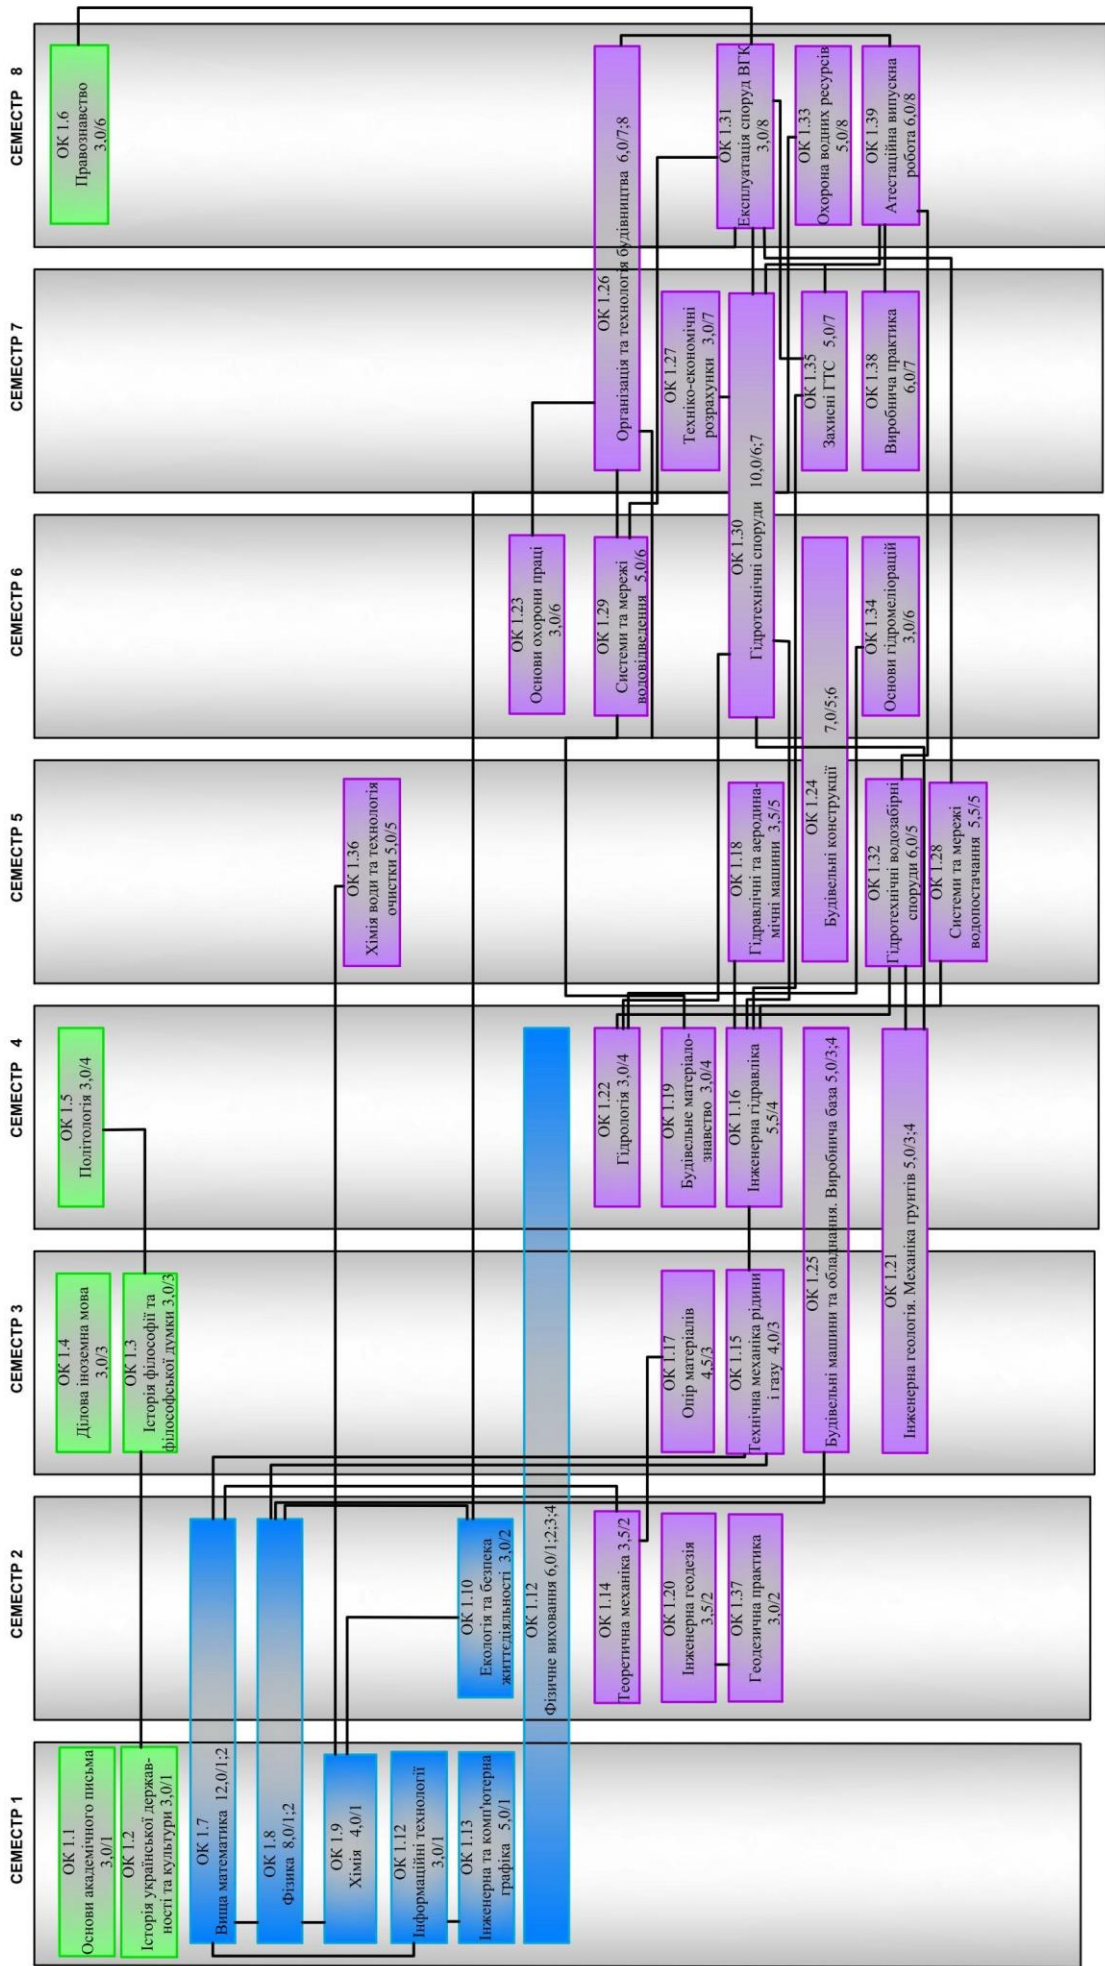 СЕМЕСТР 1
ОК 1.1
Основи академічного письма
3,0/1
ОК 1.2
Історія української держав-
ності та культури 3,0/1
ОК 1.7
Вища математика 12,0/1;2
ОК 1.8
Фізика 8,0/1;2
ОК 1.9
Хімія 4,0/1
ОК 1.12
Інформаційні технології
3,0/1
ОК 1.13
Інженерна та комп'ютерна
графіка 5,0/1
СЕМЕСТР 2
ОК 1.10
Екологія та безпека
життєдіяльності 3,0/2
ОК 1.12
Фізичне виховання 6,0/1;2;3;4
ОК 1.14
Теоретична механіка 3,5/2
ОК 1.20
Інженерна геодезія
3,5/2
ОК 1.37
Геодезична практика
3,0/2
СЕМЕСТР 3
ОК 1.4
Ділова іноземна мова
3,0/3
ОК 1.3
Історія філософії та
філософської думки 3,0/3
ОК 1.17
Опір матеріалів
4,5/3
ОК 1.15
Технічна механіка рідини
і газу 4,0/3
ОК 1.25
Будівельні машини та обладнання. Виробнича база 5,0/3;4
ОК 1.21
Інженерна геологія. Механіка грунтів 5,0/3;4
СЕМЕСТР 4
ОК 1.5
Політологія 3,0/4
ОК 1.22
Гідрологія 3,0/4
ОК 1.19
Будівельне матеріало-
знавство 3,0/4
ОК 1.16
Інженерна гідравліка
5,5/4
СЕМЕСТР 5
ОК 1.36
Хімія води та технологія
очистки 5,0/5
ОК 1.18
Гідравлічні та аеродина-
мічні машини 3,5/5
ОК 1.24
Будівельні конструкції 7,0/5;6
ОК 1.32
Гідротехнічні водозабірні
споруди 6,0/5
ОК 1.28
Системи та мережі
водопостачання 5,5/5
СЕМЕСТР 6
ОК 1.23
Основи охорони праці
3,0/6
ОК 1.29
Системи та мережі
водовідведення 5,0/6
ОК 1.30
Гідротехнічні споруди 10,0/6;7
ОК 1.34
Основи гідромеліорацій
3,0/6
СЕМЕСТР 7
ОК 1.26
Організація та технологія будівництва 6,0/7;8
ОК 1.27
Техніко-економічні
розрахунки 3,0/7
ОК 1.35
Захисні ГТС 5,0/7
ОК 1.38
Виробнича практика
6,0/7
СЕМЕСТР 8
ОК 1.6
Правознавство
3,0/6
ОК 1.31
Експлуатація споруд ВГК
3,0/8
ОК 1.33
Охорона водних ресурсів
5,0/8
ОК 1.39
Атестаційна випускна
робота 6,0/8